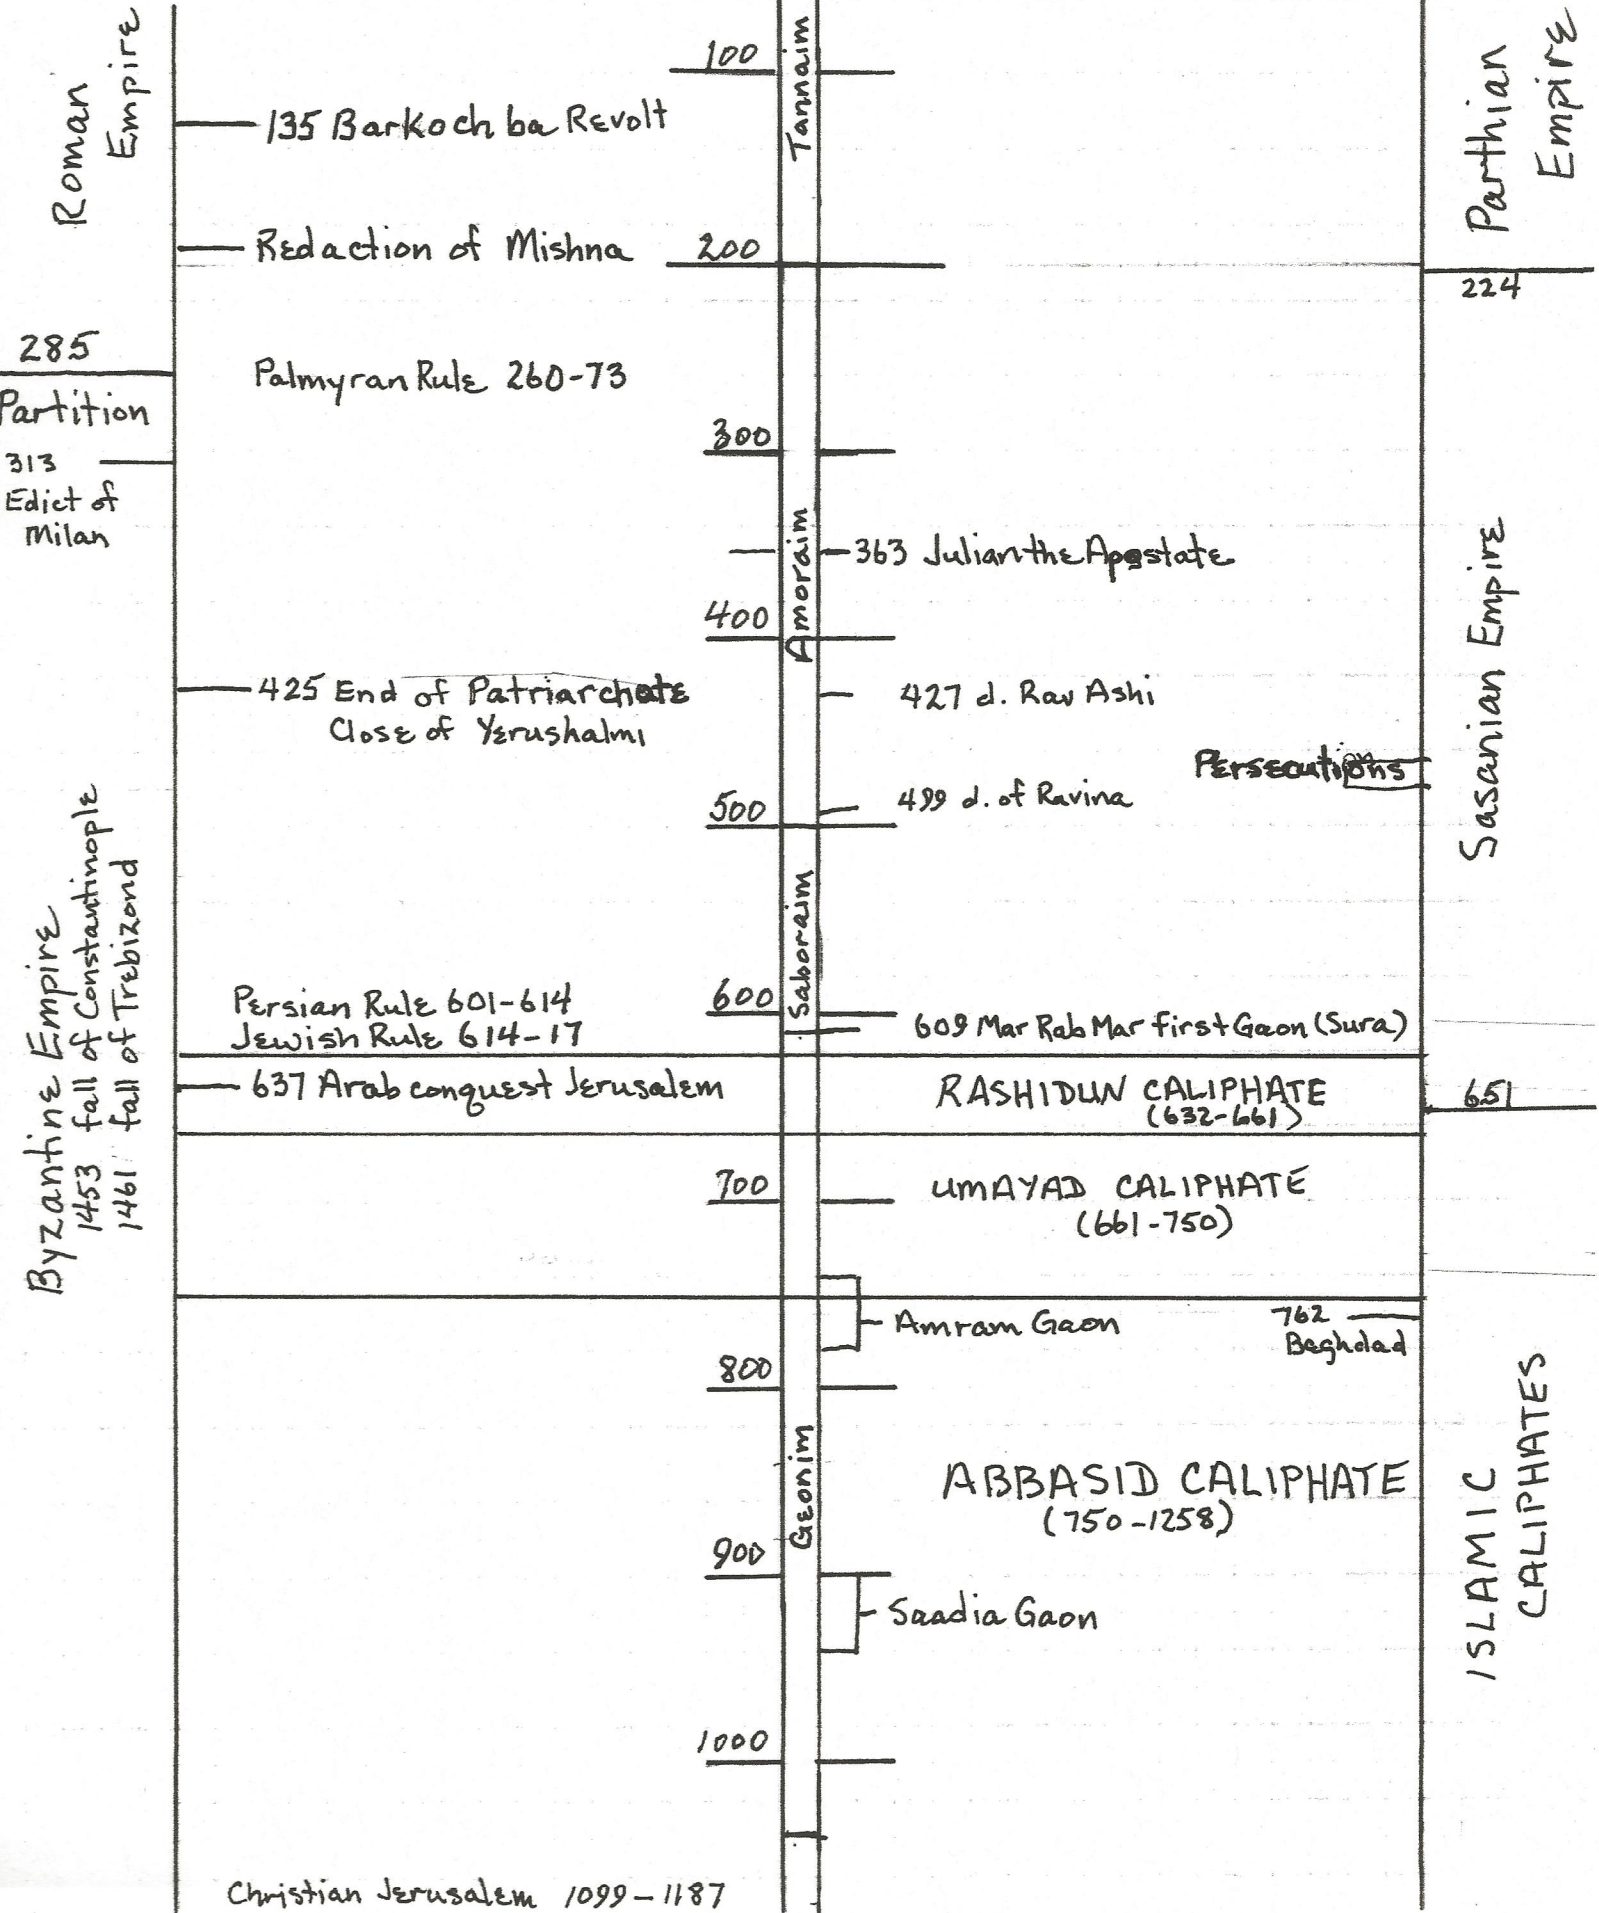 Roman
Empire
100
Tannaim
Parthian
Empire
135 Barkoch ba Revolt
Redaction of Mishna
200
224
285
Partition
Palmyran Rule 260-73
313
Edict of
Milan
300
Amoraim
363 Julian the Apostate
400
Sasanian Empire
425 End of Patriarchate
Close of Yerushalmi
427 d. Rav Ashi
Persecutions
499 d. of Ravina
500
Saboraim
Byzantine Empire
1453 fall of Constantinople
1461 fall of Trebizond
Persian Rule 601-614
Jewish Rule 614-17
600
609 Mar Rab Mar first Gaon (Sura)
637 Arab conquest Jerusalem
RASHIDUN CALIPHATE
(632-661)
651
700
UMAYAD CALIPHATE
(661-750)
Amram Gaon
762
Baghdad
800
Geonim
ABBASID CALIPHATE
(750-1258)
ISLAMIC
CALIPHATES
900
Saadia Gaon
1000
Christian Jerusalem 1099-1187